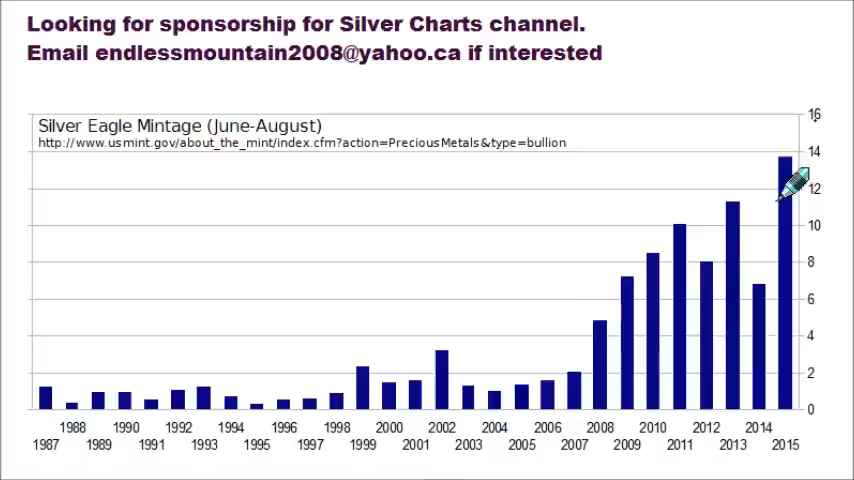 Looking for sponsorship for Silver Charts channel.
Email endlessmountain2008@yahoo.ca if interested
Silver Eagle Mintage (June-August)
http://www.usmint.gov/about_the_mint/index.cfm?action=PreciousMetals&type=bullion
16
14
12
10
8
6
4
2
0
1988 1990 1992 1994 1996 1998 2000 2002 2004 2006 2008 2010 2012 2014
1987 1989 1991 1993 1995 1997 1999 2001 2003 2005 2007 2009 2011 2013 2015